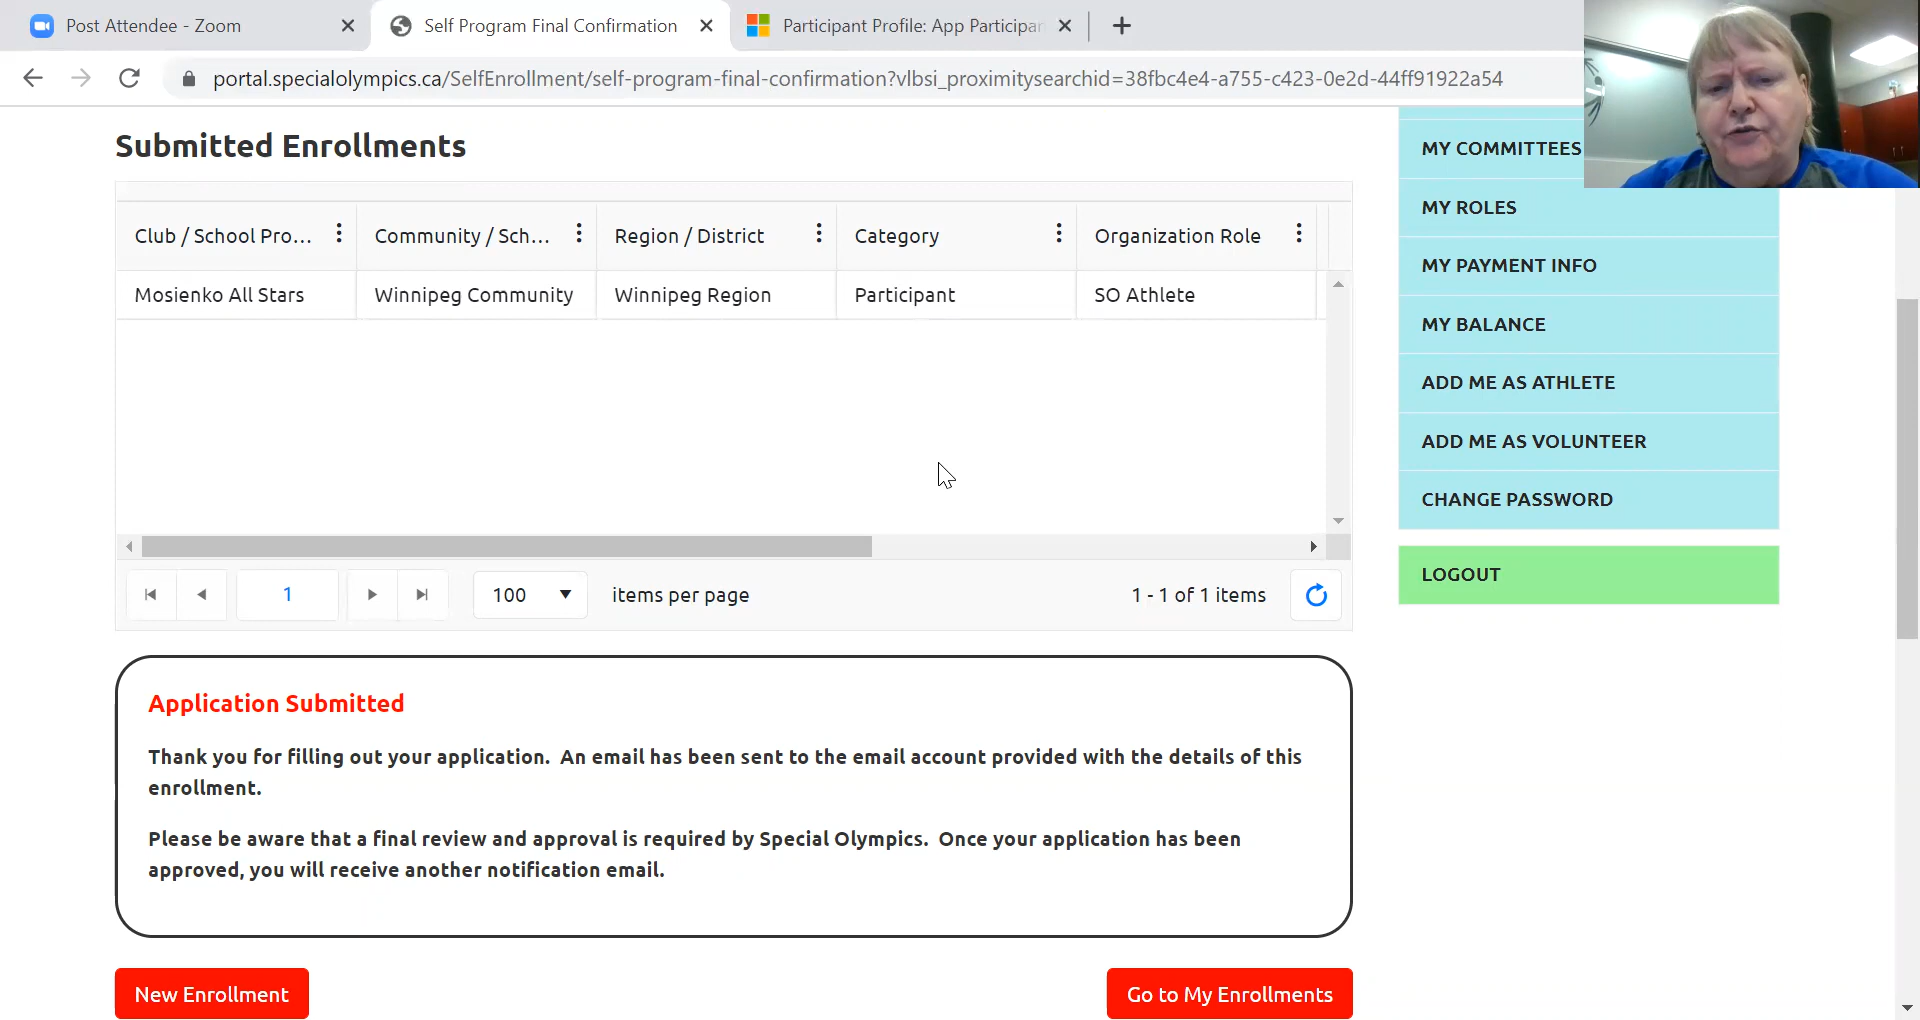 Post Attendee - Zoom
Self Program Final Confirmation
Participant Profile: App Participan
portal.specialolympics.ca/SelfEnrollment/self-program-final-confirmation?vlbsi_proximitysearchid=38fbc4e4-a755-c423-0e2d-44ff91922a54
Submitted Enrollments
Club / School Pro... Community / Sch... Region / District Category Organization Role
Mosienko All Stars Winnipeg Community Winnipeg Region Participant SO Athlete
1 100 items per page 1 - 1 of 1 items
Application Submitted
Thank you for filling out your application. An email has been sent to the email account provided with the details of this
enrollment.
Please be aware that a final review and approval is required by Special Olympics. Once your application has been
approved, you will receive another notification email.
New Enrollment
Go to My Enrollments
MY COMMITTEES
MY ROLES
MY PAYMENT INFO
MY BALANCE
ADD ME AS ATHLETE
ADD ME AS VOLUNTEER
CHANGE PASSWORD
LOGOUT